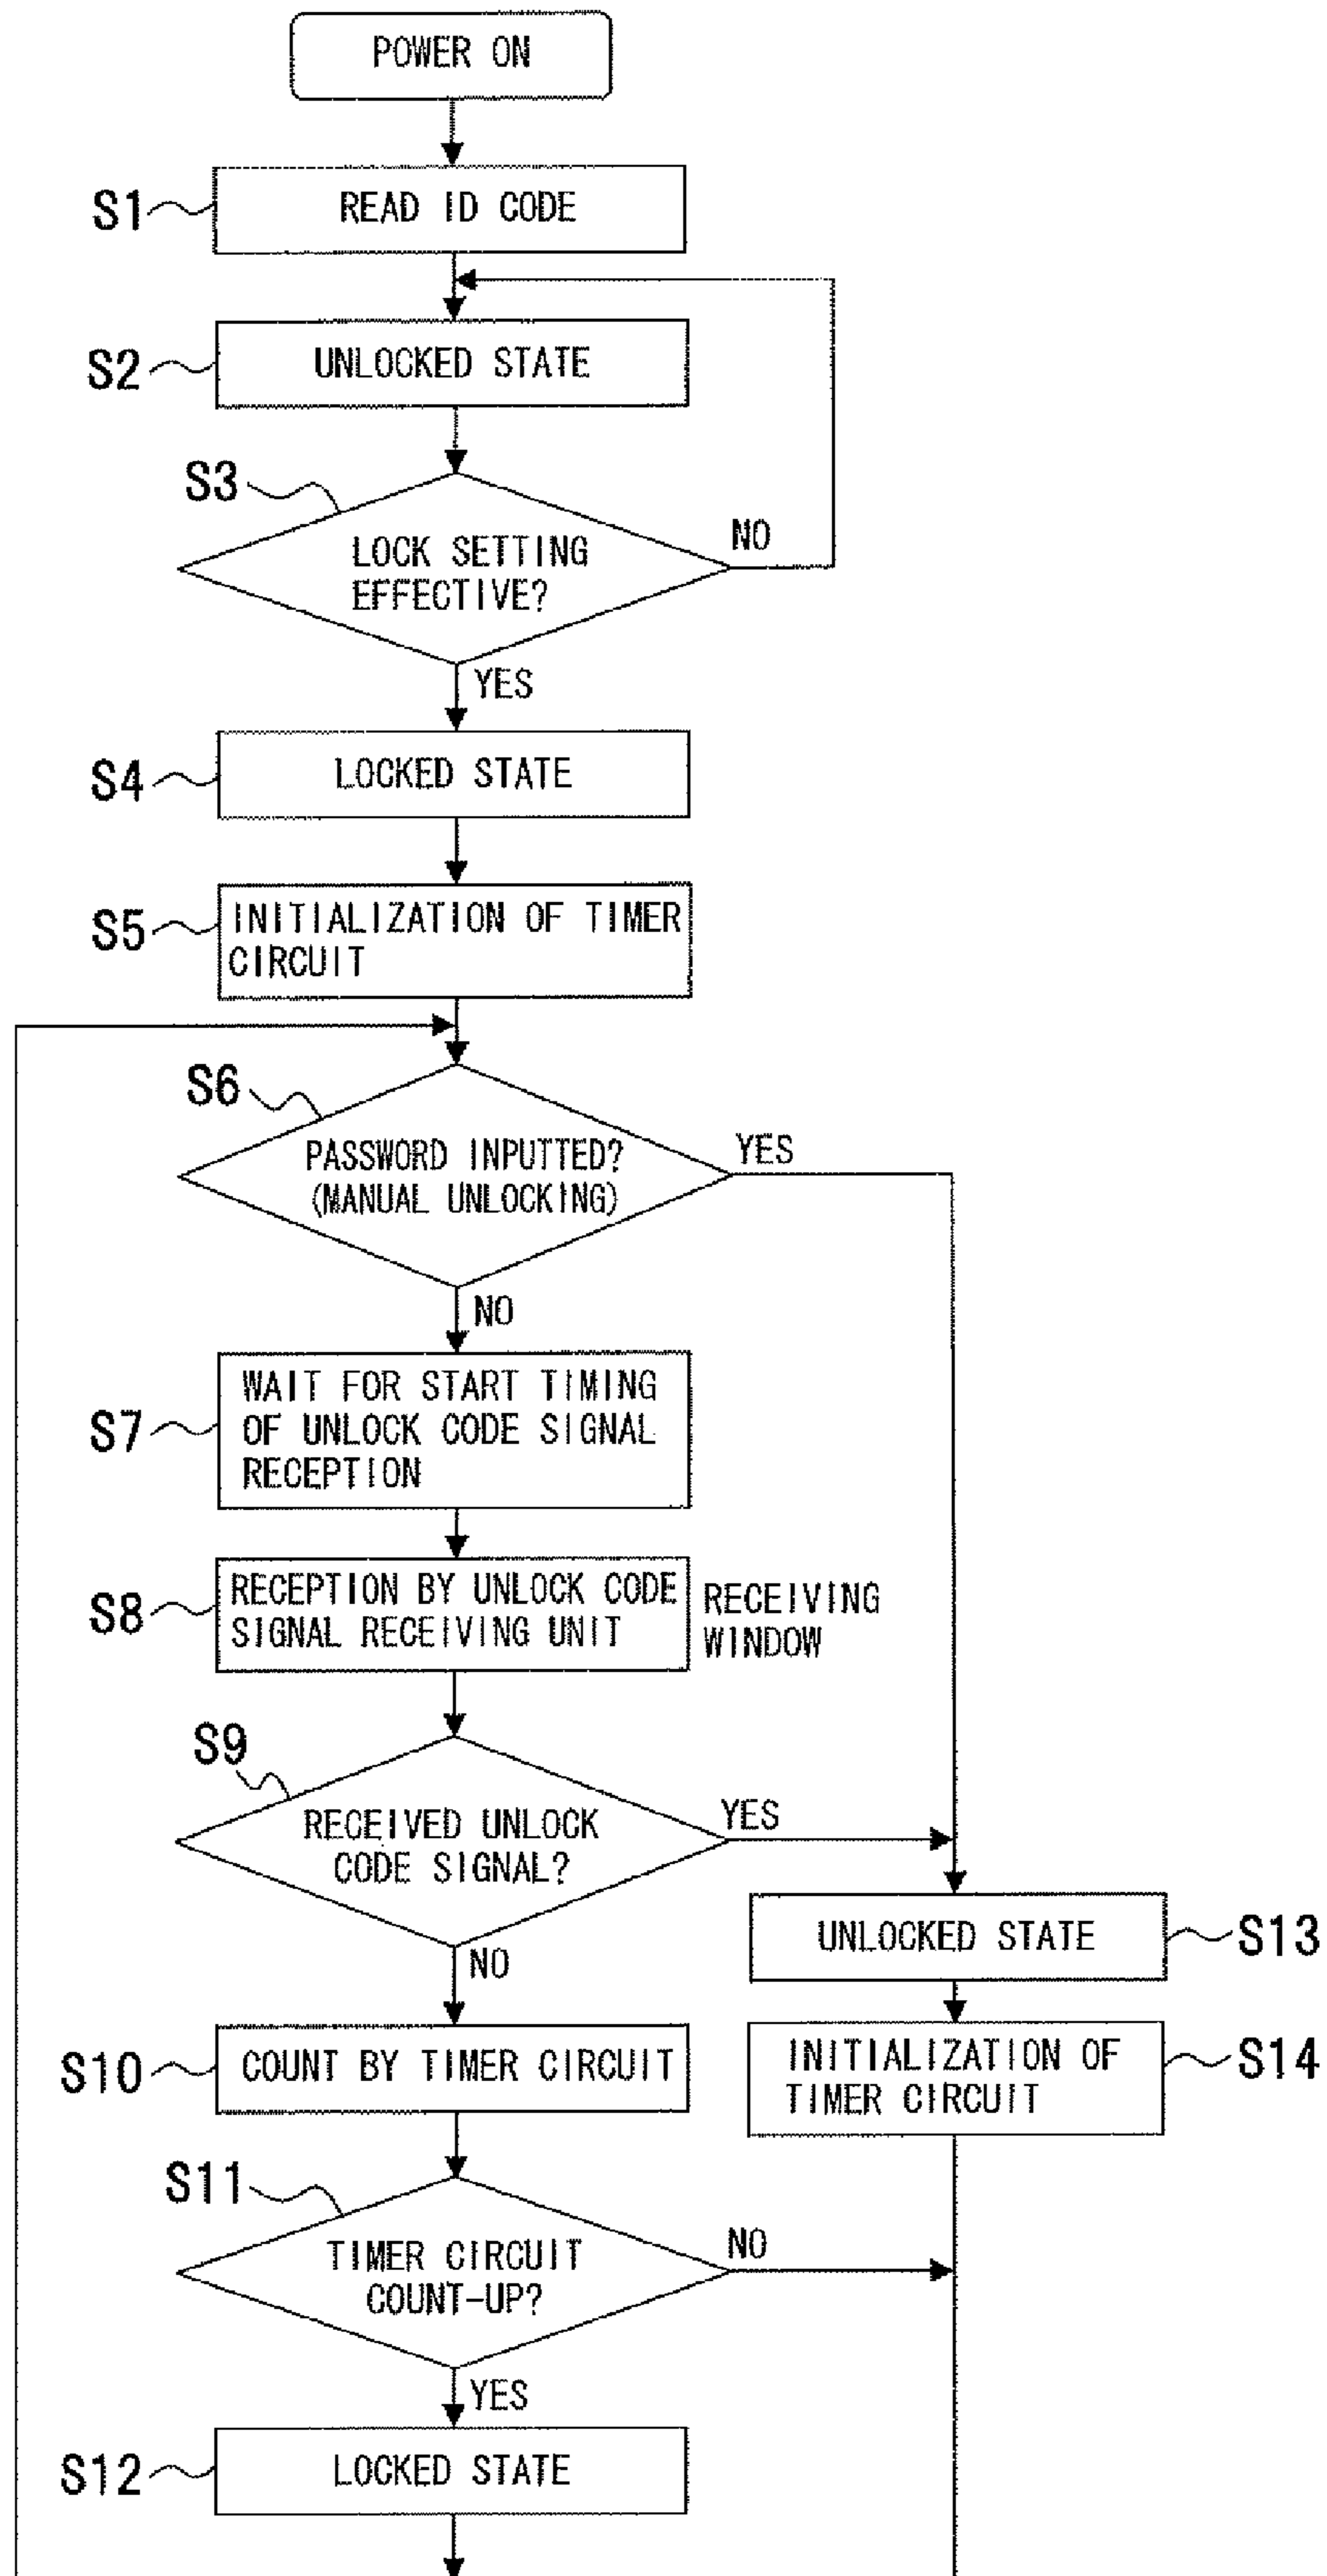 POWER ON
S1
READ ID CODE
S2
UNLOCKED STATE
S3
LOCK SETTING
EFFECTIVE?
NO
YES
S4
LOCKED STATE
S5
INITIALIZATION OF TIMER
CIRCUIT
S6
PASSWORD INPUTTED?
(MANUAL UNLOCKING)
YES
NO
S7
WAIT FOR START TIMING
OF UNLOCK CODE SIGNAL
RECEPTION
S8
RECEPTION BY UNLOCK CODE
SIGNAL RECEIVING UNIT
RECEIVING
WINDOW
S9
RECEIVED UNLOCK
CODE SIGNAL?
YES
NO
UNLOCKED STATE
S13
S10
COUNT BY TIMER CIRCUIT
INITIALIZATION OF
TIMER CIRCUIT
S14
S11
TIMER CIRCUIT
COUNT-UP?
NO
YES
S12
LOCKED STATE